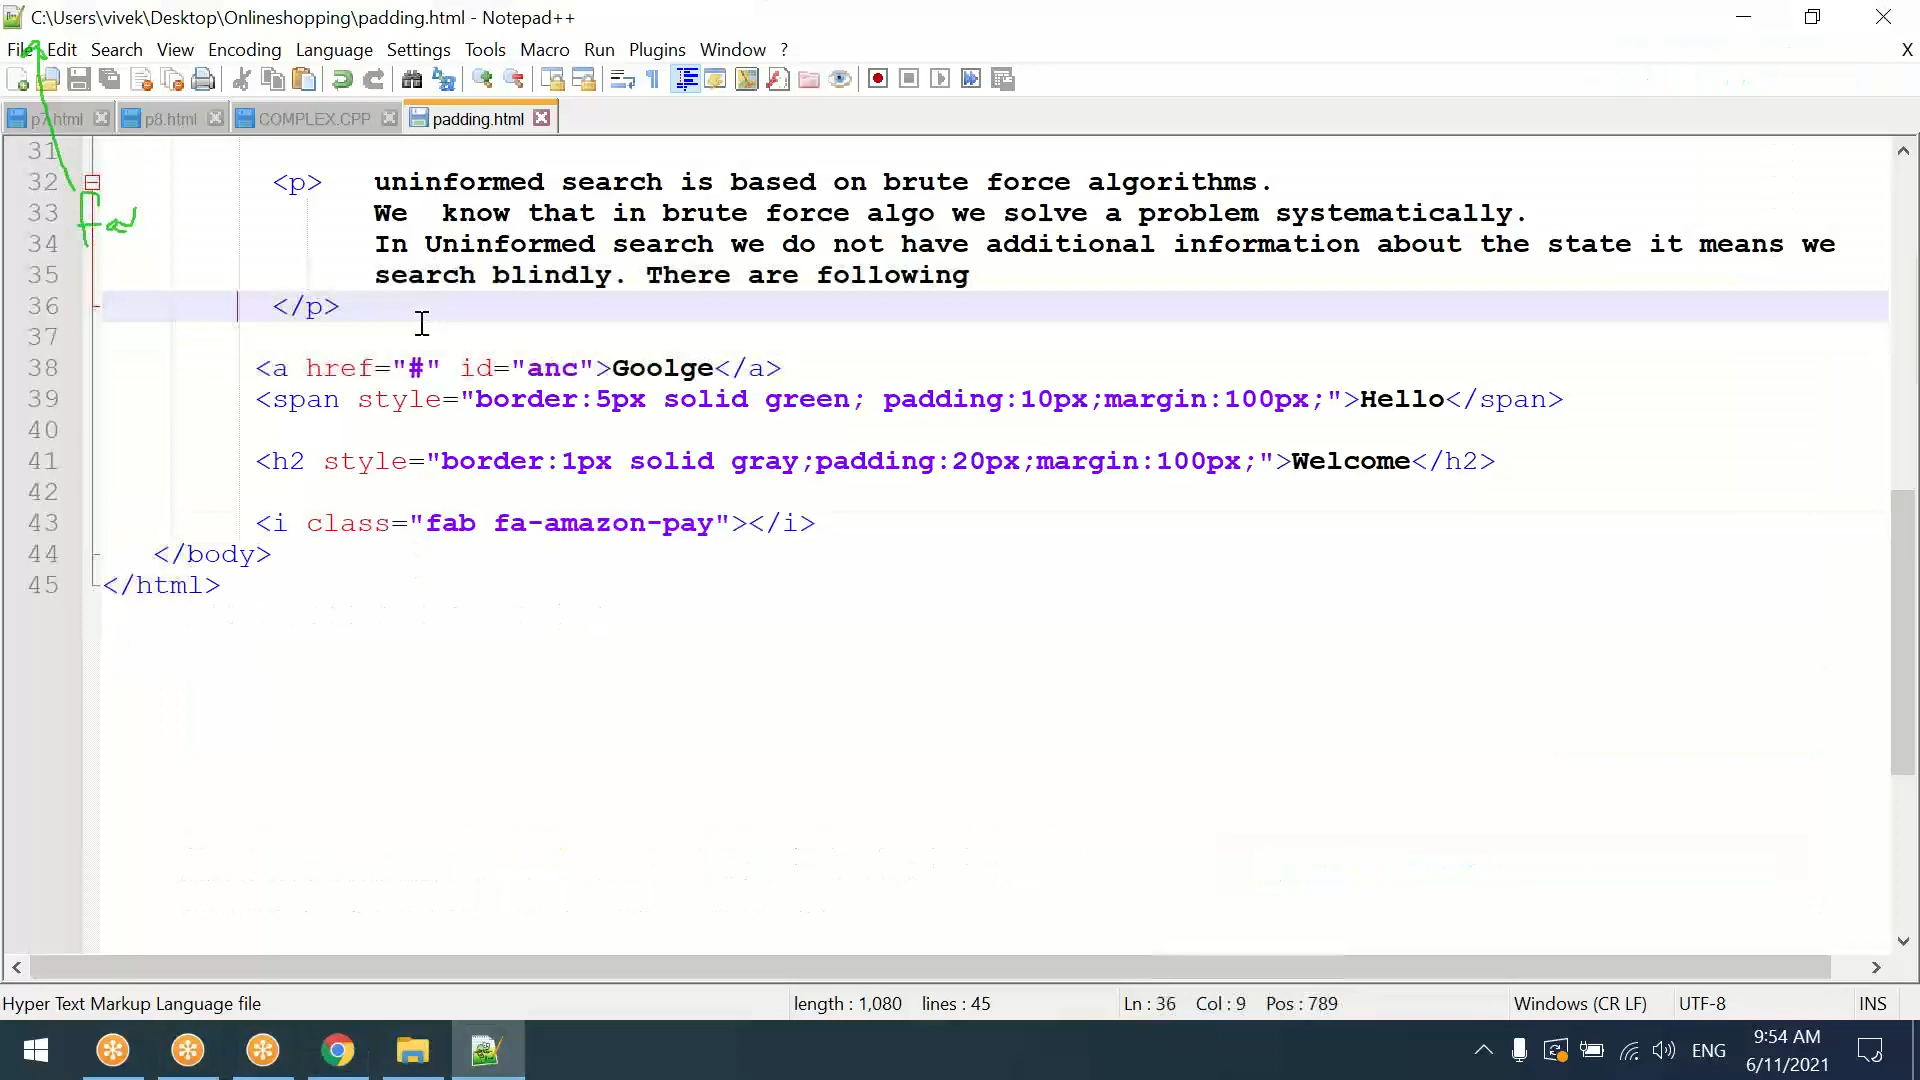 C:\Users\vivek\Desktop\Onlineshopping\padding.html - Notepad++
File Edit Search View Encoding Language Settings Tools Macro Run Plugins Window ? X
p7.html p8.html COMPLEX.CPP padding.html
31
32 <p> uninformed search is based on brute force algorithms.
33 We know that in brute force algo we solve a problem systematically.
34 In Uninformed search we do not have additional information about the state it means we
35 search blindly. There are following
36 </p>
37
38 <a href="#" id="anc">Goolge</a>
39 <span style="border:5px solid green; padding:10px;margin:100px;">Hello</span>
40
41 <h2 style="border:1px solid gray;padding:20px;margin:100px;">Welcome</h2>
42
43 <i class="fab fa-amazon-pay"></i>
44 </body>
45 </html>
Hyper Text Markup Language file length : 1,080 lines : 45 Ln : 36 Col : 9 Pos : 789 Windows (CR LF) UTF-8 INS
ENG 9:54 AM
6/11/2021